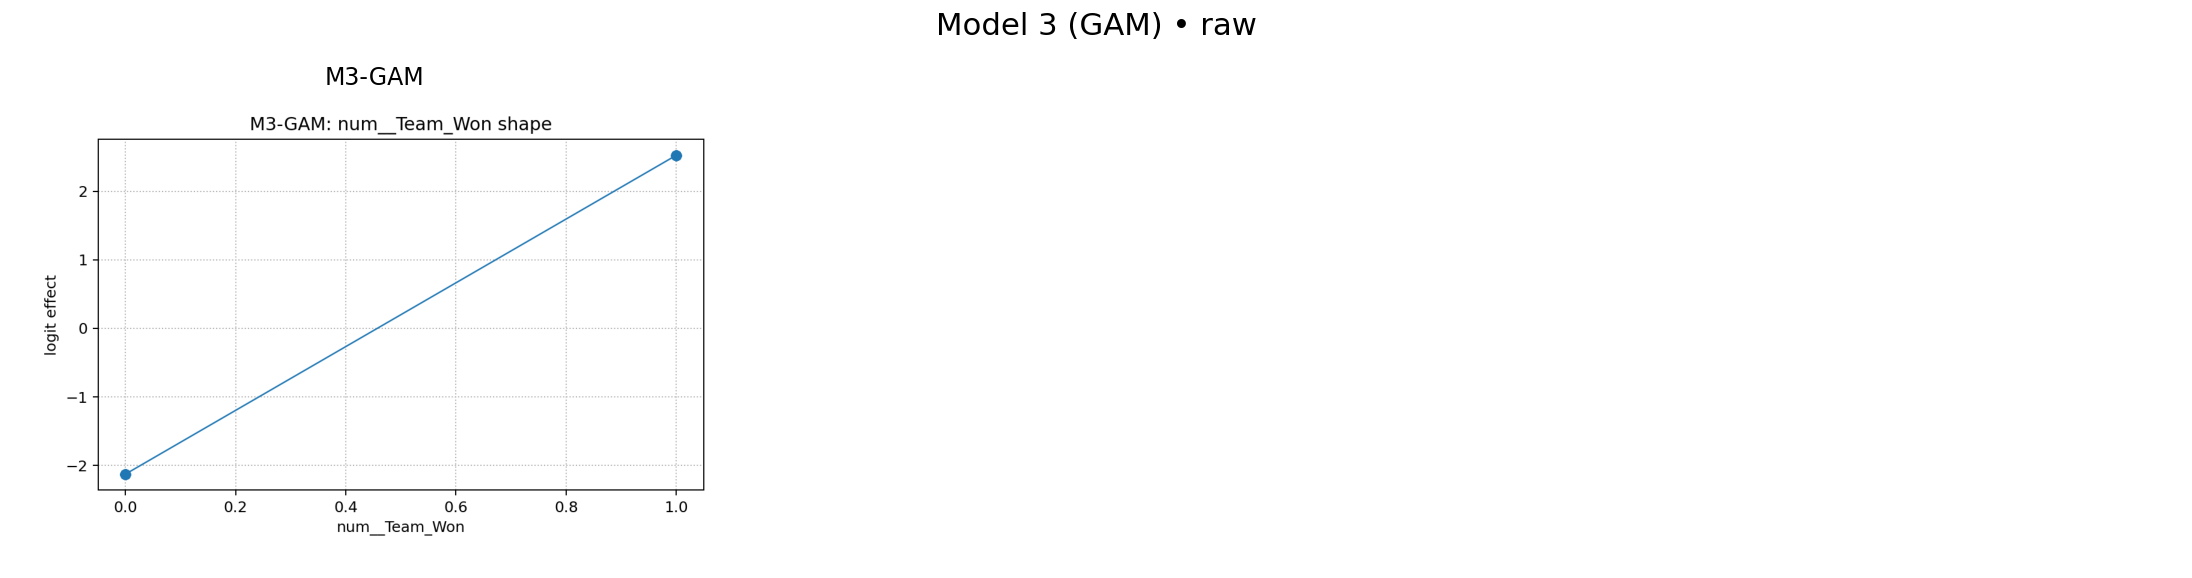 Model 3 (GAM) • raw
M3-GAM
M3-GAM: num__Team_Won shape
logit effect
2
1
0
−1
−2
0.0 0.2 0.4 0.6 0.8 1.0
num__Team_Won